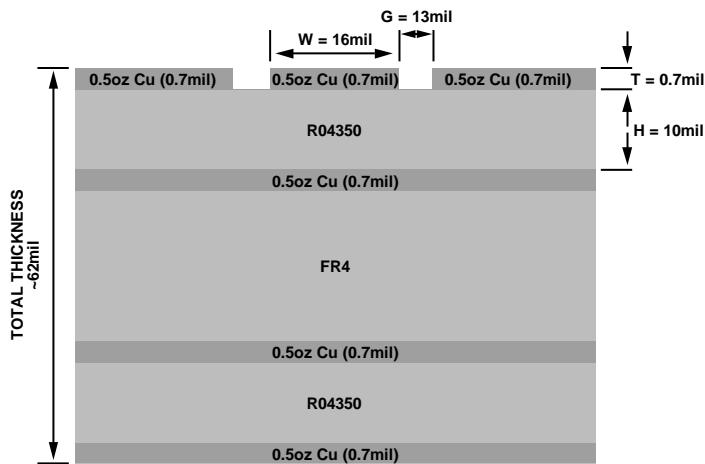 G = 13mil
W = 16mil
0.5oz Cu (0.7mil)
0.5oz Cu (0.7mil)
0.5oz Cu (0.7mil)
T = 0.7mil
R04350
H = 10mil
0.5oz Cu (0.7mil)
TOTAL THICKNESS
~62mil
FR4
0.5oz Cu (0.7mil)
R04350
0.5oz Cu (0.7mil)